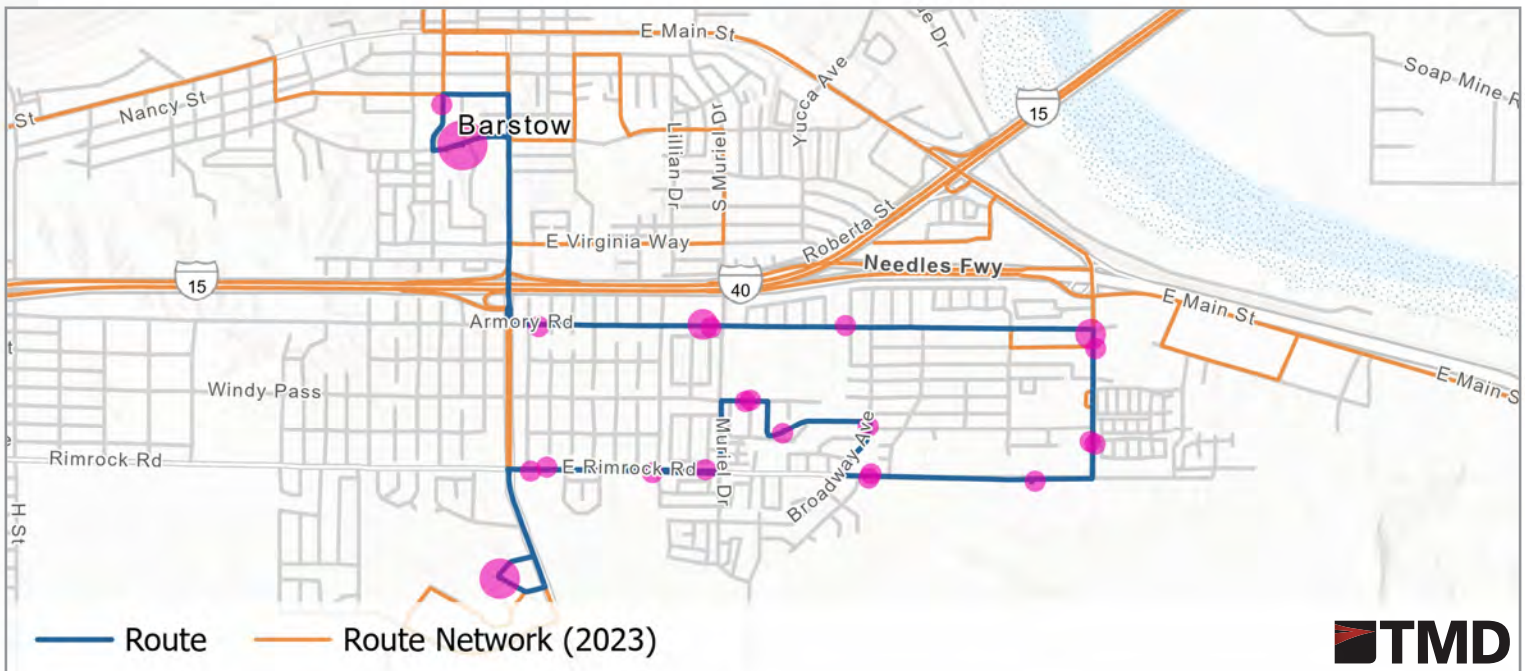 E Main St
ue Dr
Soap Mine R
Yucca Ave
15
St
Nancy St
Barstow
Lillian Dr
S Muriel Dr
E Virginia Way
Roberta St
Needles Fwy
15
40
E Main St
Armory Rd
E Main S
Windy Pass
Muriel Dr
Broadway Ave
Rimrock Rd
E Rimrock Rd
H St
Route
Route Network (2023)
TMD